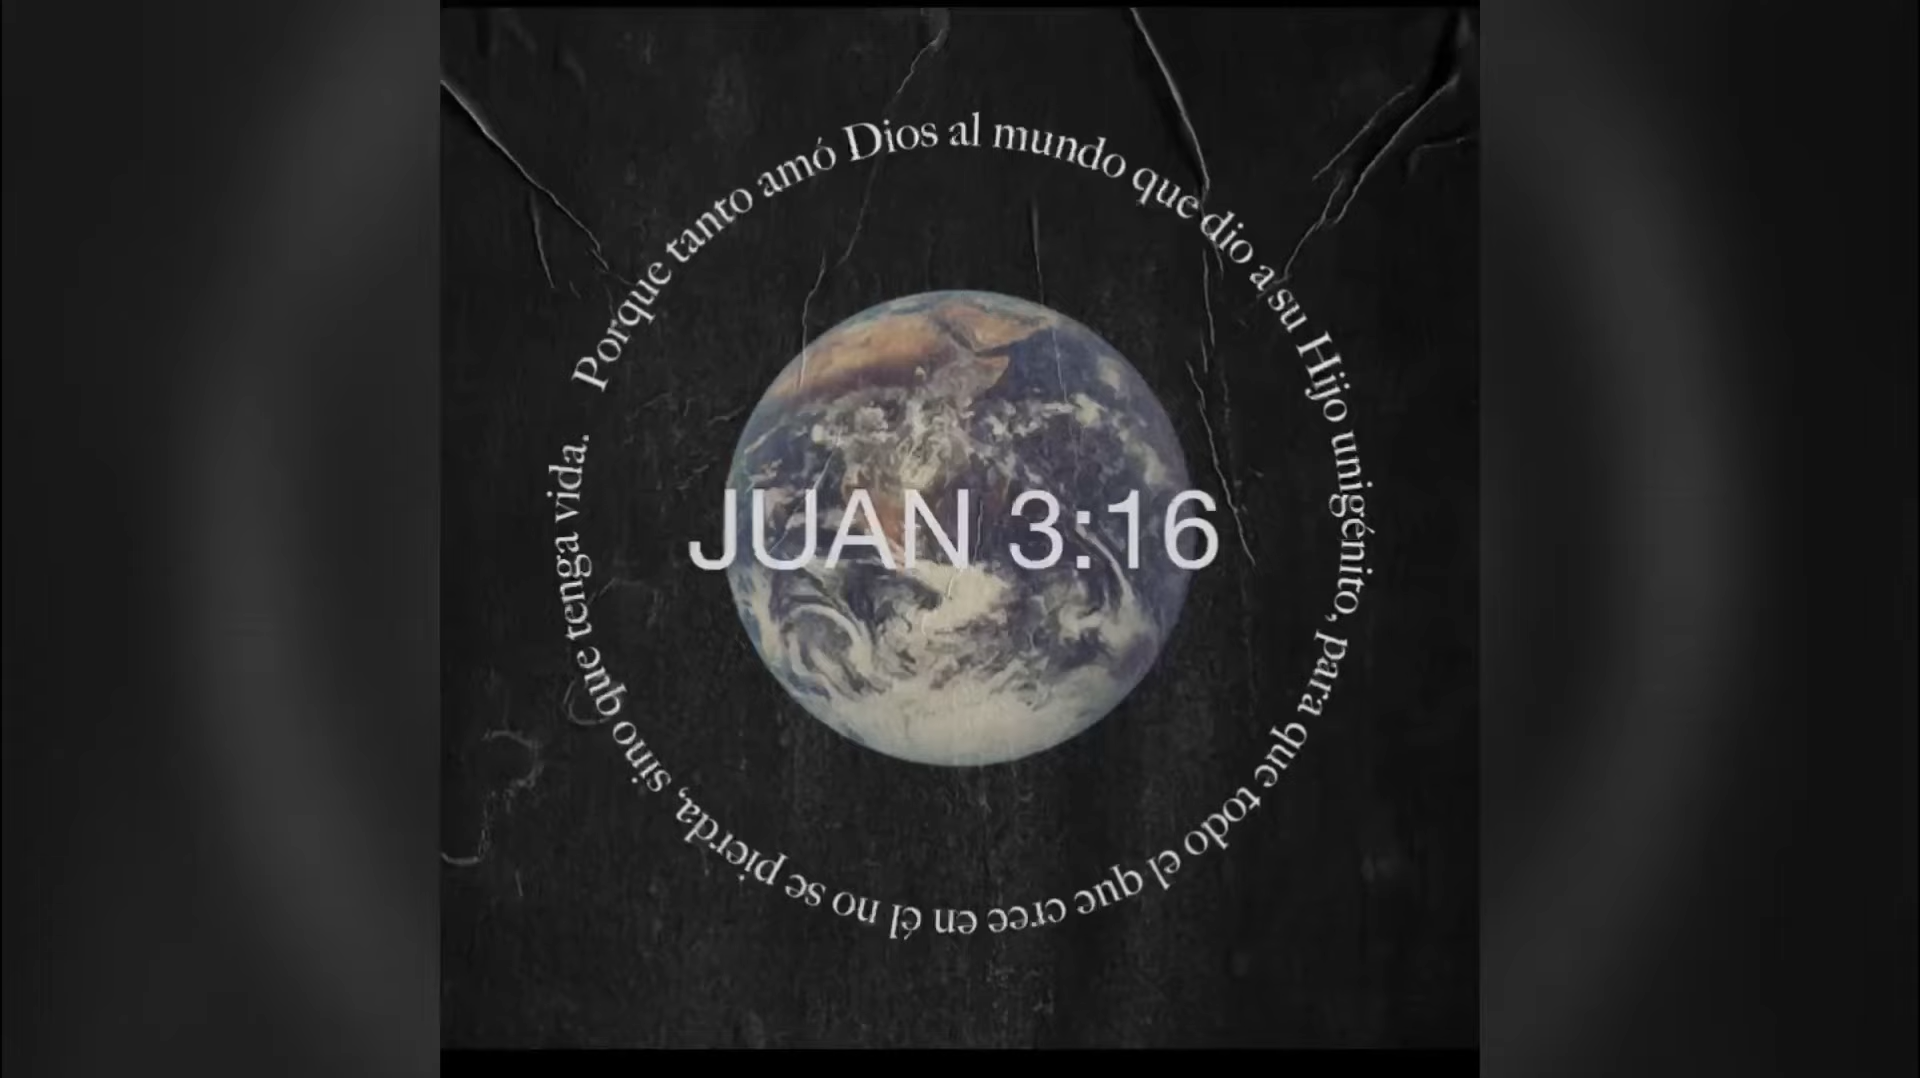 Porque tanto amó Dios al mundo que dio a su Hijo unigénito, para que todo el que cree en él no se pierda, sino que tenga vida.
JUAN 3:16